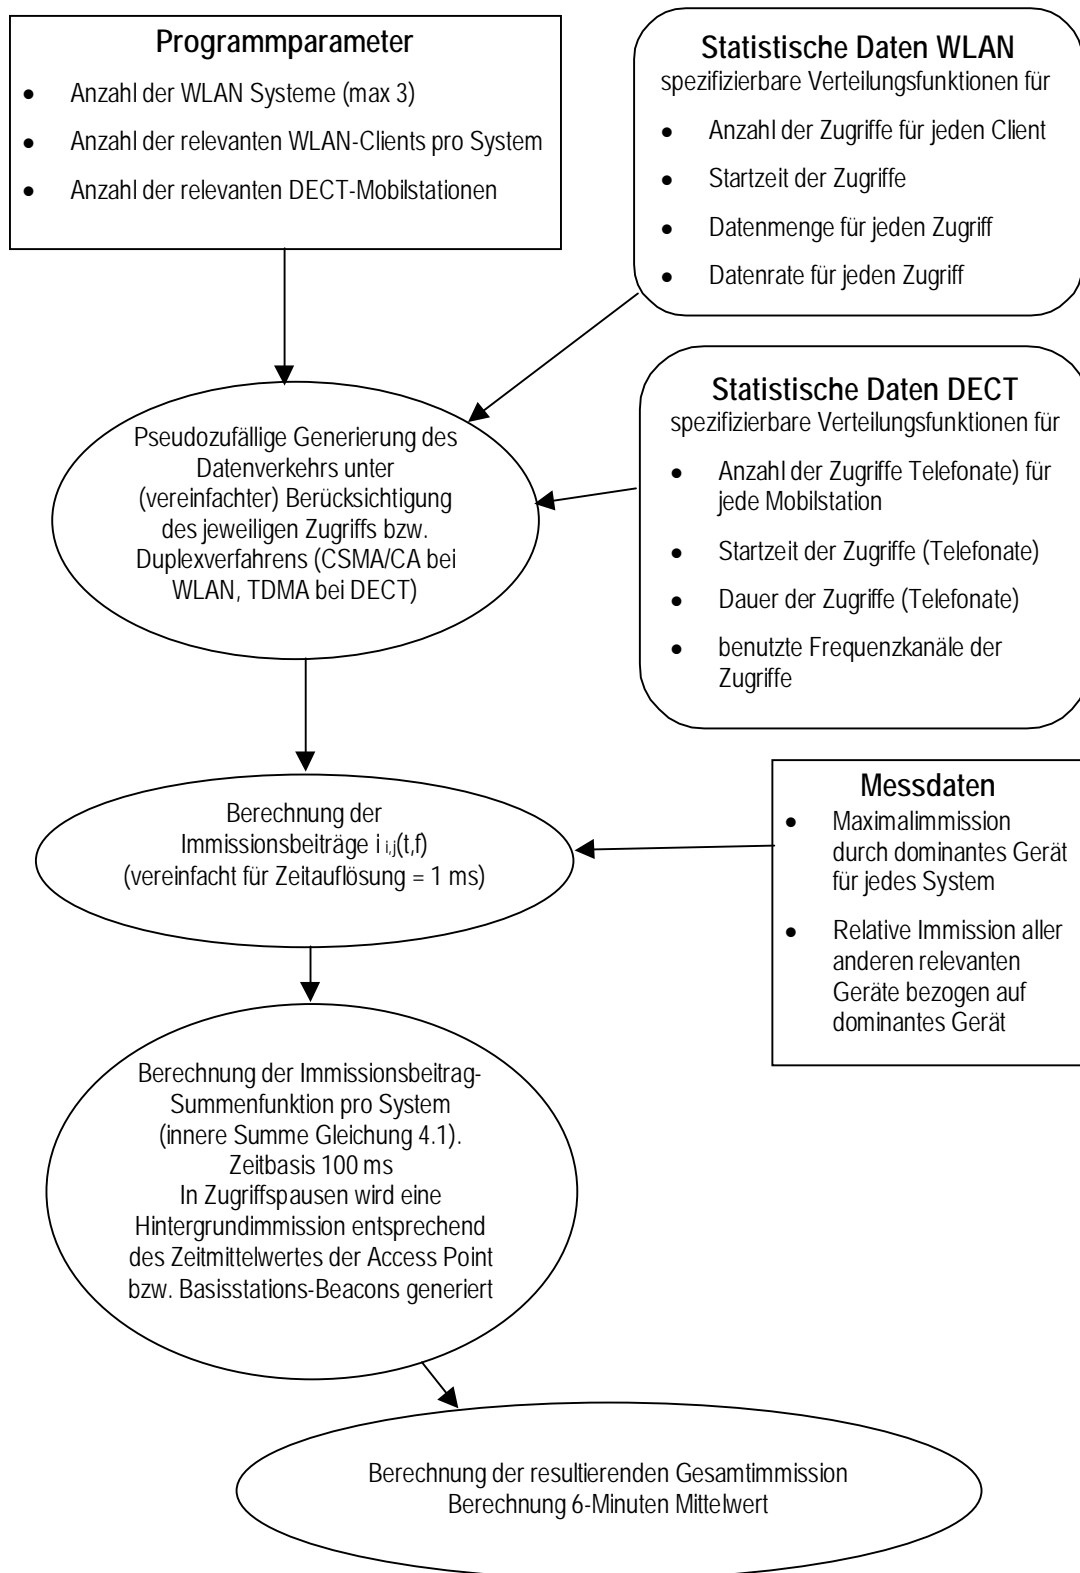 Programmparameter
• Anzahl der WLAN Systeme (max 3)
• Anzahl der relevanten WLAN-Clients pro System
• Anzahl der relevanten DECT-Mobilstationen
Statistische Daten WLAN
spezifizierbare Verteilungsfunktionen für
• Anzahl der Zugriffe für jeden Client
• Startzeit der Zugriffe
• Datenmenge für jeden Zugriff
• Datenrate für jeden Zugriff
Statistische Daten DECT
spezifizierbare Verteilungsfunktionen für
• Anzahl der Zugriffe Telefonate) für
jede Mobilstation
• Startzeit der Zugriffe (Telefonate)
• Dauer der Zugriffe (Telefonate)
• benutzte Frequenzkanäle der
Zugriffe
Pseudozufällige Generierung des
Datenverkehrs unter
(vereinfachter) Berücksichtigung
des jeweiligen Zugriffs bzw.
Duplexverfahrens (CSMA/CA bei
WLAN, TDMA bei DECT)
Messdaten
• Maximalimmission
durch dominantes Gerät
für jedes System
• Relative Immission aller
anderen relevanten
Geräte bezogen auf
dominantes Gerät
Berechnung der
Immissionsbeiträge i i,j(t,f)
(vereinfacht für Zeitauflösung = 1 ms)
Berechnung der Immissionsbeitrag-
Summenfunktion pro System
(innere Summe Gleichung 4.1).
Zeitbasis 100 ms
In Zugriffspausen wird eine
Hintergrundimmission entsprechend
des Zeitmittelwertes der Access Point
bzw. Basisstations-Beacons generiert
Berechnung der resultierenden Gesamtimmission
Berechnung 6-Minuten Mittelwert